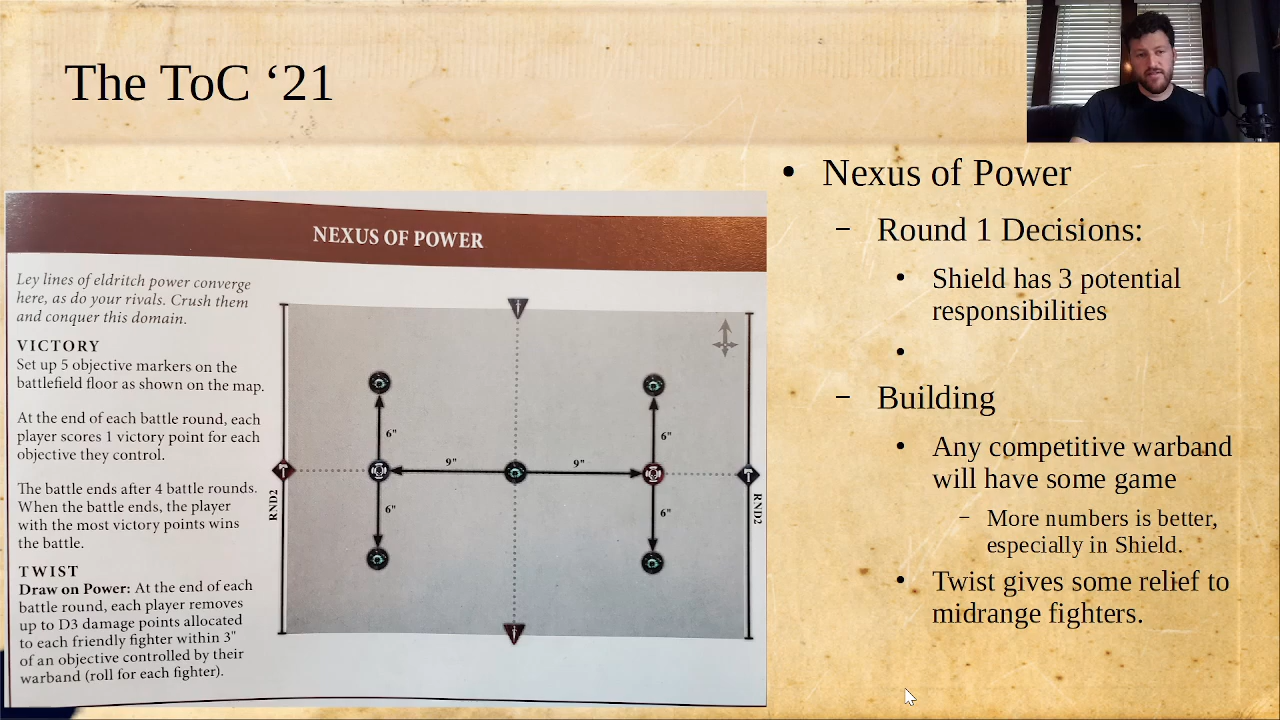 The ToC ‘21
NEXUS OF POWER
Ley lines of eldritch power converge
here, as do your rivals. Crush them
and conquer this domain.
VICTORY
Set up 5 objective markers on the
battlefield floor as shown on the map.
At the end of each battle round, each
player scores 1 victory point for each
objective they control.
The battle ends after 4 battle rounds.
When the battle ends, the player
with the most victory points wins
the battle.
TWIST
Draw on Power: At the end of each
battle round, each player removes
up to D3 damage points allocated
to each friendly fighter within 3"
of an objective controlled by their
warband (roll for each fighter).
6"
6"
9"
9"
6"
6"
RND2
RND2
• Nexus of Power
– Round 1 Decisions:
• Shield has 3 potential
responsibilities
•
– Building
• Any competitive warband
will have some game
– More numbers is better,
especially in Shield.
• Twist gives some relief to
midrange fighters.